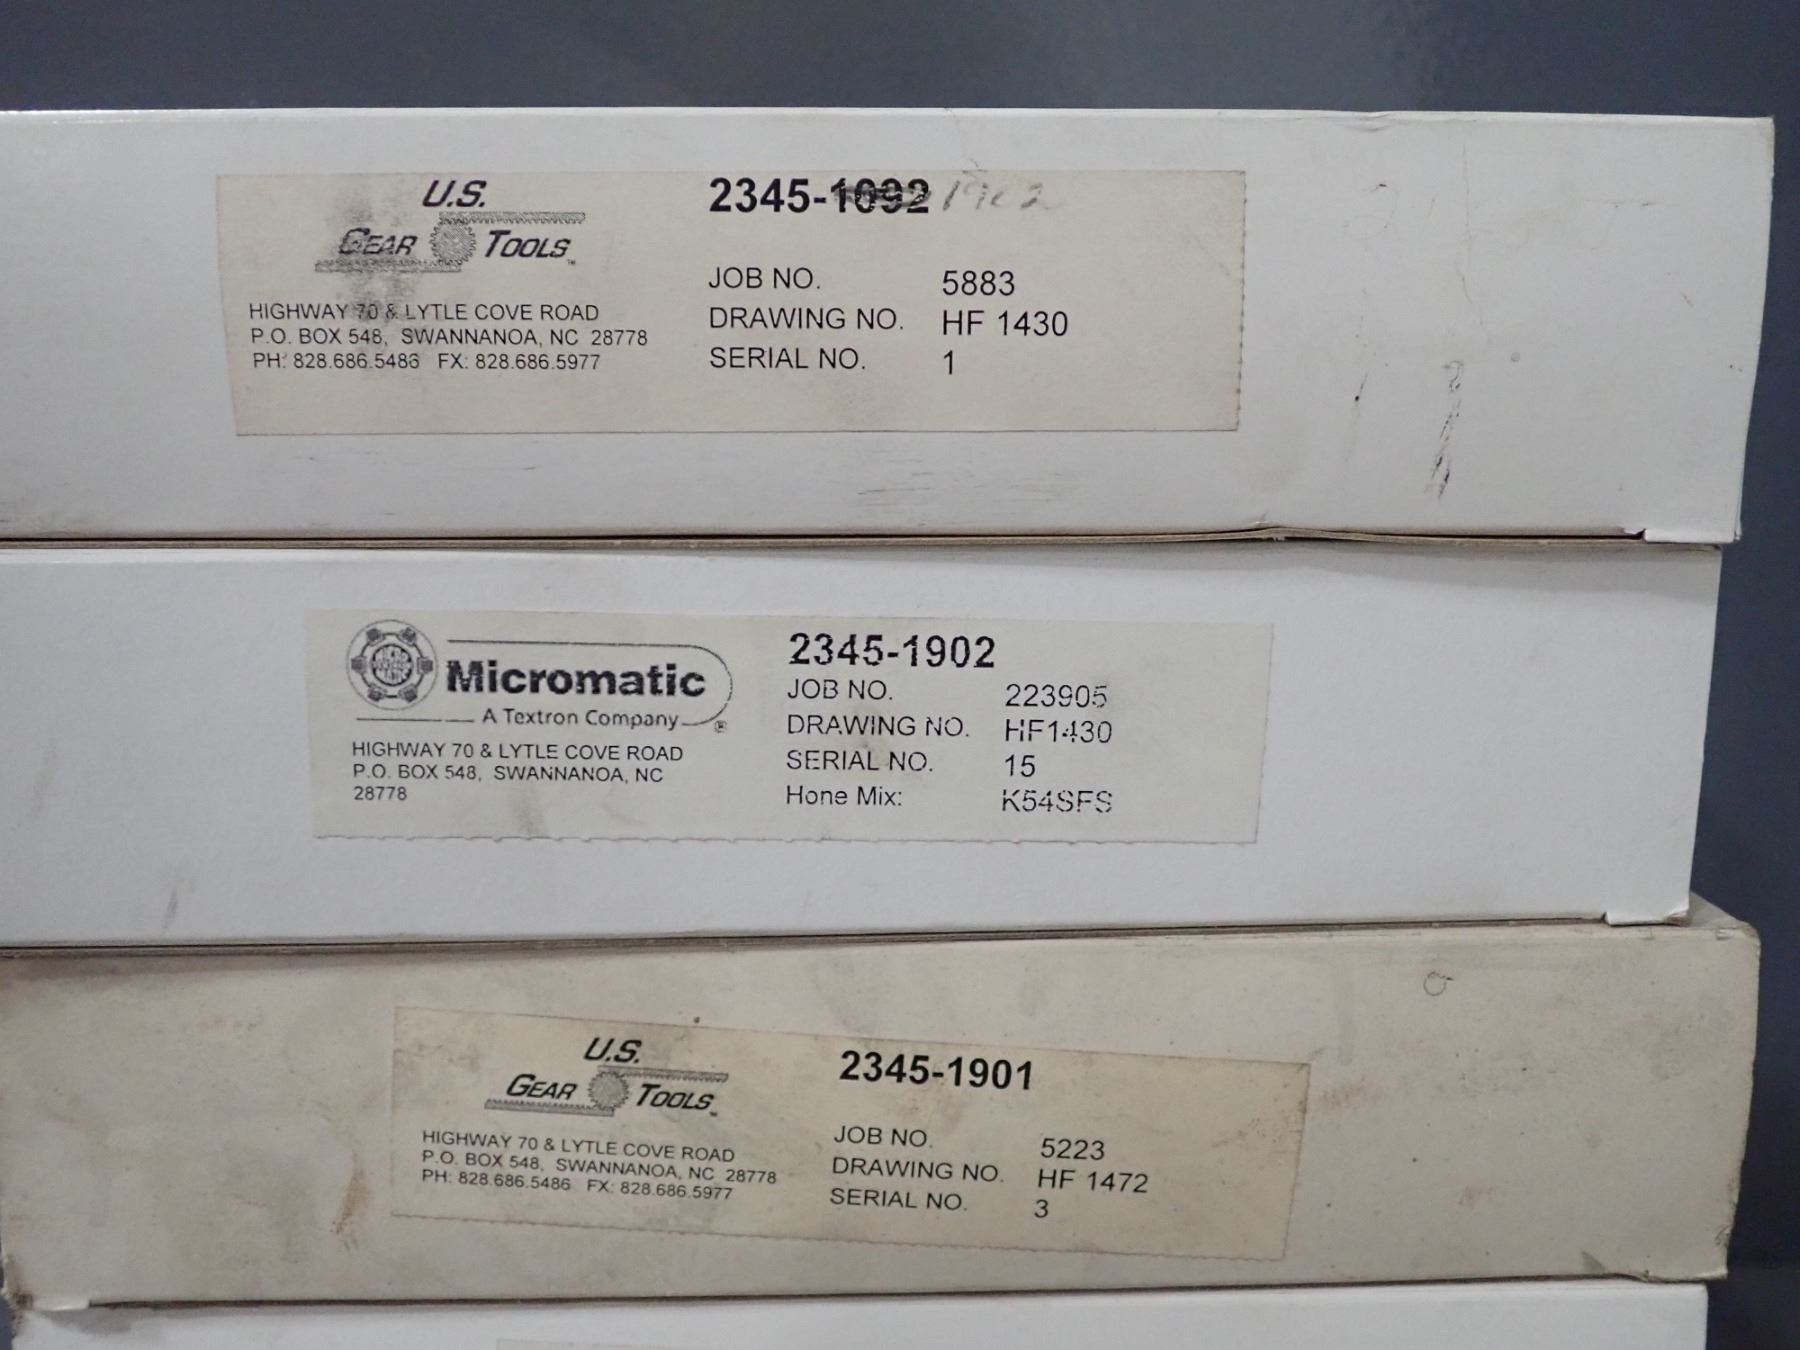 U.S.
GEAR TOOLS™
HIGHWAY 70 & LYTLE COVE ROAD
P.O. BOX 548, SWANNANOA, NC 28778
PH: 828.686.5486 FX: 828.686.5977
2345-1092 1902
JOB NO. 5883
DRAWING NO. HF 1430
SERIAL NO. 1
Micromatic
A Textron Company ®
HIGHWAY 70 & LYTLE COVE ROAD
P.O. BOX 548, SWANNANOA, NC
28778
2345-1902
JOB NO. 223905
DRAWING NO. HF1430
SERIAL NO. 15
Hone Mix: K54SFS
U.S.
GEAR TOOLS™
HIGHWAY 70 & LYTLE COVE ROAD
P.O. BOX 548, SWANNANOA, NC 28778
PH: 828.686.5486 FX: 828.686.5977
2345-1901
JOB NO. 5223
DRAWING NO. HF 1472
SERIAL NO. 3